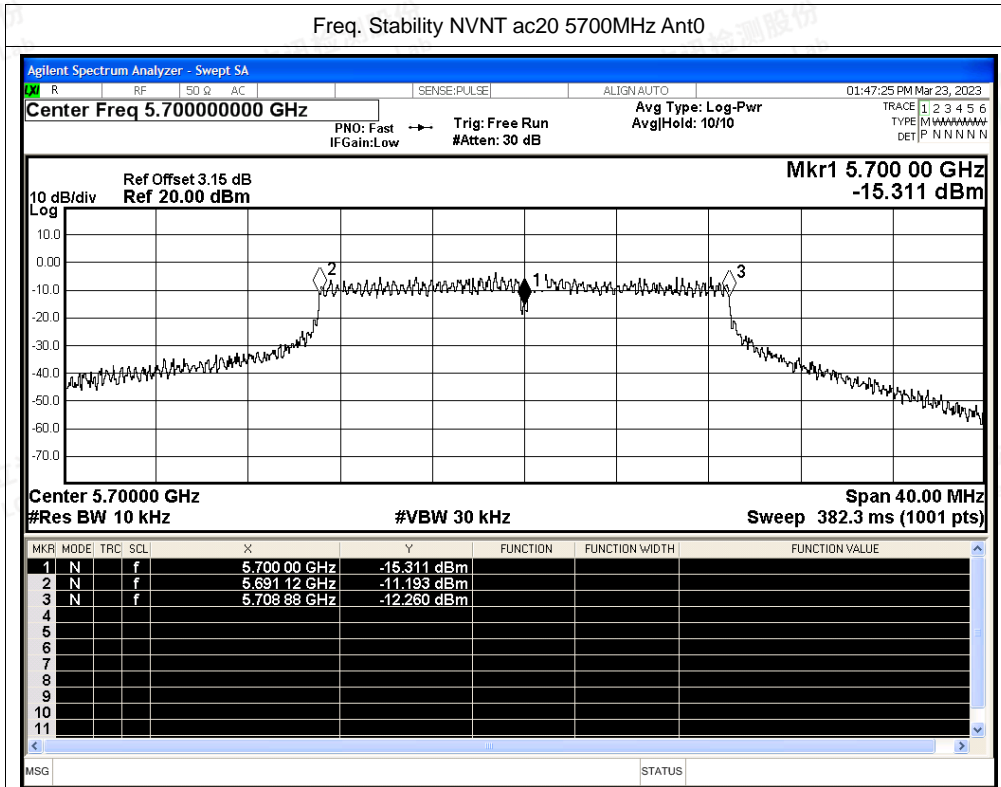 Freq. Stability NVNT ac20 5700MHz Ant0
Agilent Spectrum Analyzer - Swept SA
LXI R RF 50 Ω AC SENSE:PULSE ALIGN AUTO 01:47:25 PM Mar 23, 2023
Center Freq 5.700000000 GHz Avg Type: Log-Pwr TRACE 1 2 3 4 5 6
PNO: Fast Trig: Free Run Avg|Hold: 10/10 TYPE M WWWWW
IFGain:Low #Atten: 30 dB DET P N N N N N
Mkr1 5.700 00 GHz
Ref Offset 3.15 dB
10 dB/div Ref 20.00 dBm -15.311 dBm
Log
10.0
0.00
2 1 3
-10.0
-20.0
-30.0
-40.0
-50.0
-60.0
-70.0
Center 5.70000 GHz Span 40.00 MHz
#Res BW 10 kHz #VBW 30 kHz Sweep 382.3 ms (1001 pts)
MKR MODE TRC SCL X Y FUNCTION FUNCTION WIDTH FUNCTION VALUE
1 N f 5.700 00 GHz -15.311 dBm
2 N f 5.691 12 GHz -11.193 dBm
3 N f 5.708 88 GHz -12.260 dBm
4
5
6
7
8
9
10
11
MSG STATUS